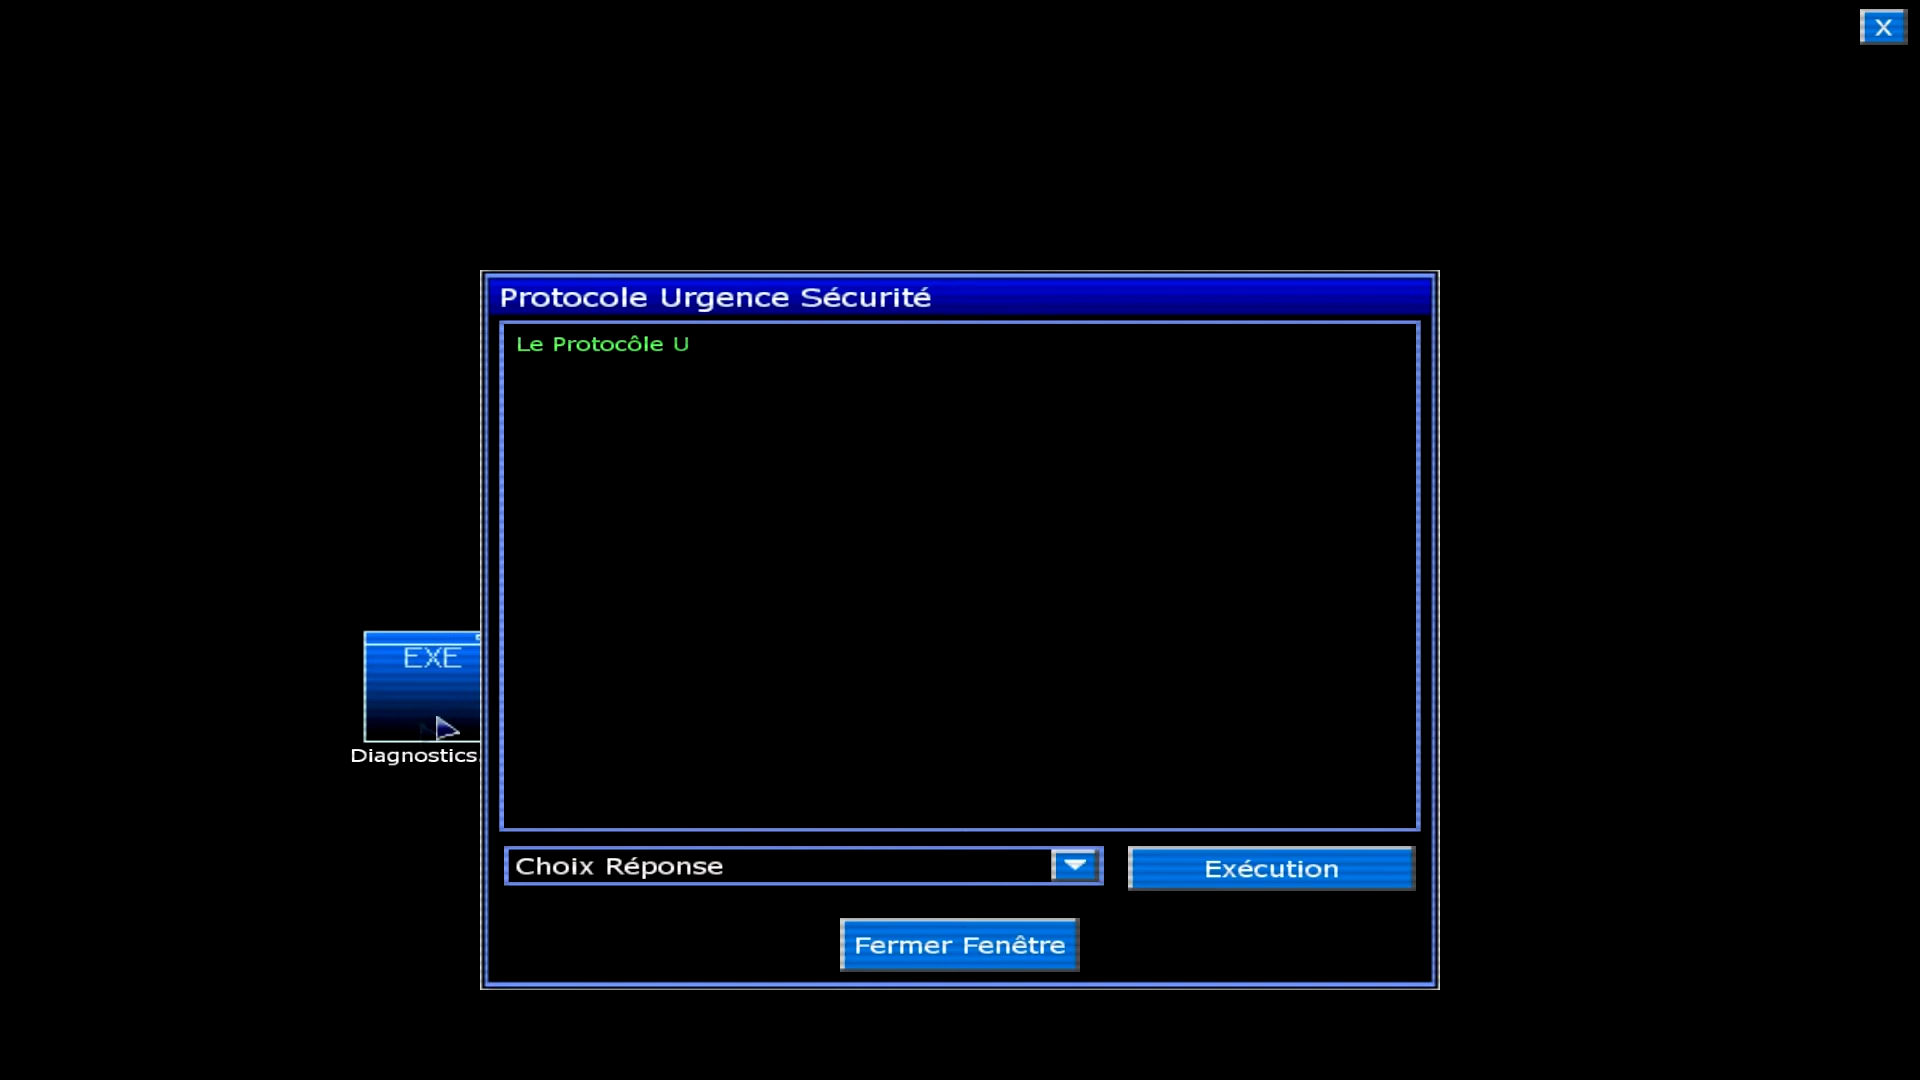 X
Protocole Urgence Sécurité
Le Protocôle U
EXE
Diagnostics.
Choix Réponse
Exécution
Fermer Fenêtre